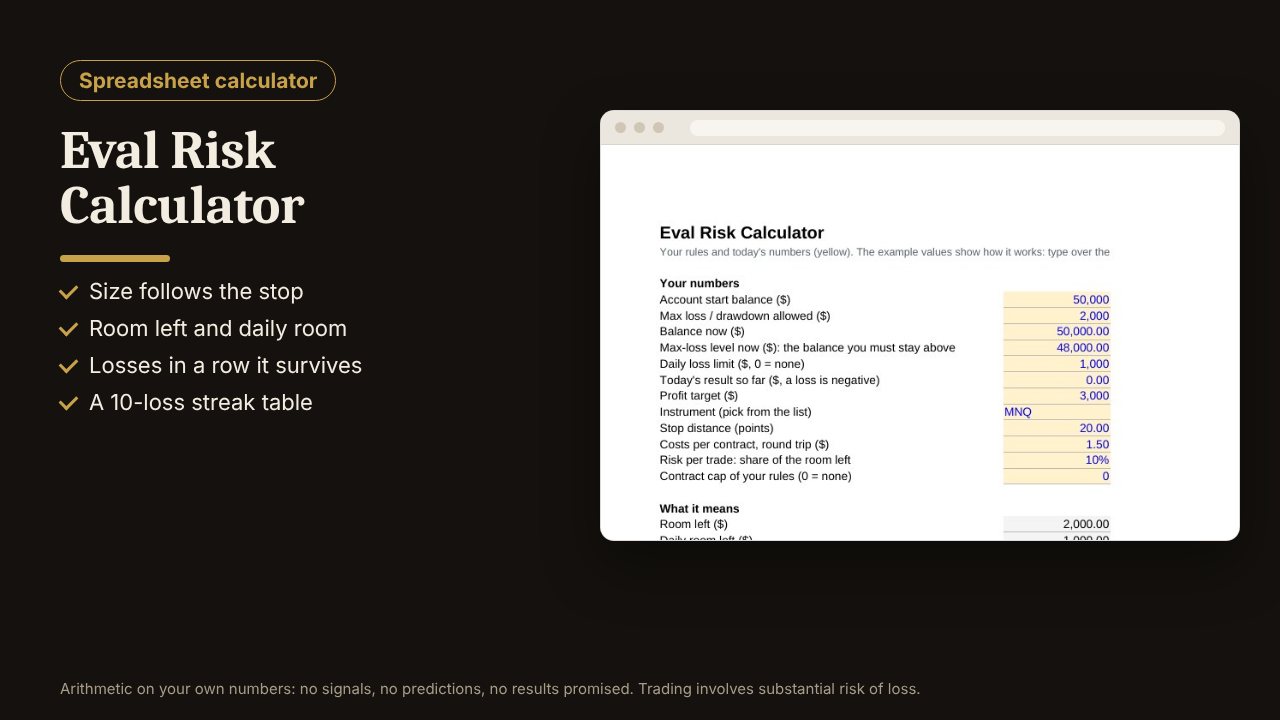 Spreadsheet calculator
Eval Risk
Calculator
Size follows the stop
Room left and daily room
Losses in a row it survives
A 10-loss streak table
Eval Risk Calculator
Your rules and today's numbers (yellow). The example values show how it works: type over the
Your numbers
Account start balance ($) 50,000
Max loss / drawdown allowed ($) 2,000
Balance now ($) 50,000.00
Max-loss level now ($): the balance you must stay above 48,000.00
Daily loss limit ($, 0 = none) 1,000
Today's result so far ($, a loss is negative) 0.00
Profit target ($) 3,000
Instrument (pick from the list) MNQ
Stop distance (points) 20.00
Costs per contract, round trip ($) 1.50
Risk per trade: share of the room left 10%
Contract cap of your rules (0 = none) 0
What it means
Room left ($) 2,000.00
Daily room left ($) 1,000.00
Arithmetic on your own numbers: no signals, no predictions, no results promised. Trading involves substantial risk of loss.